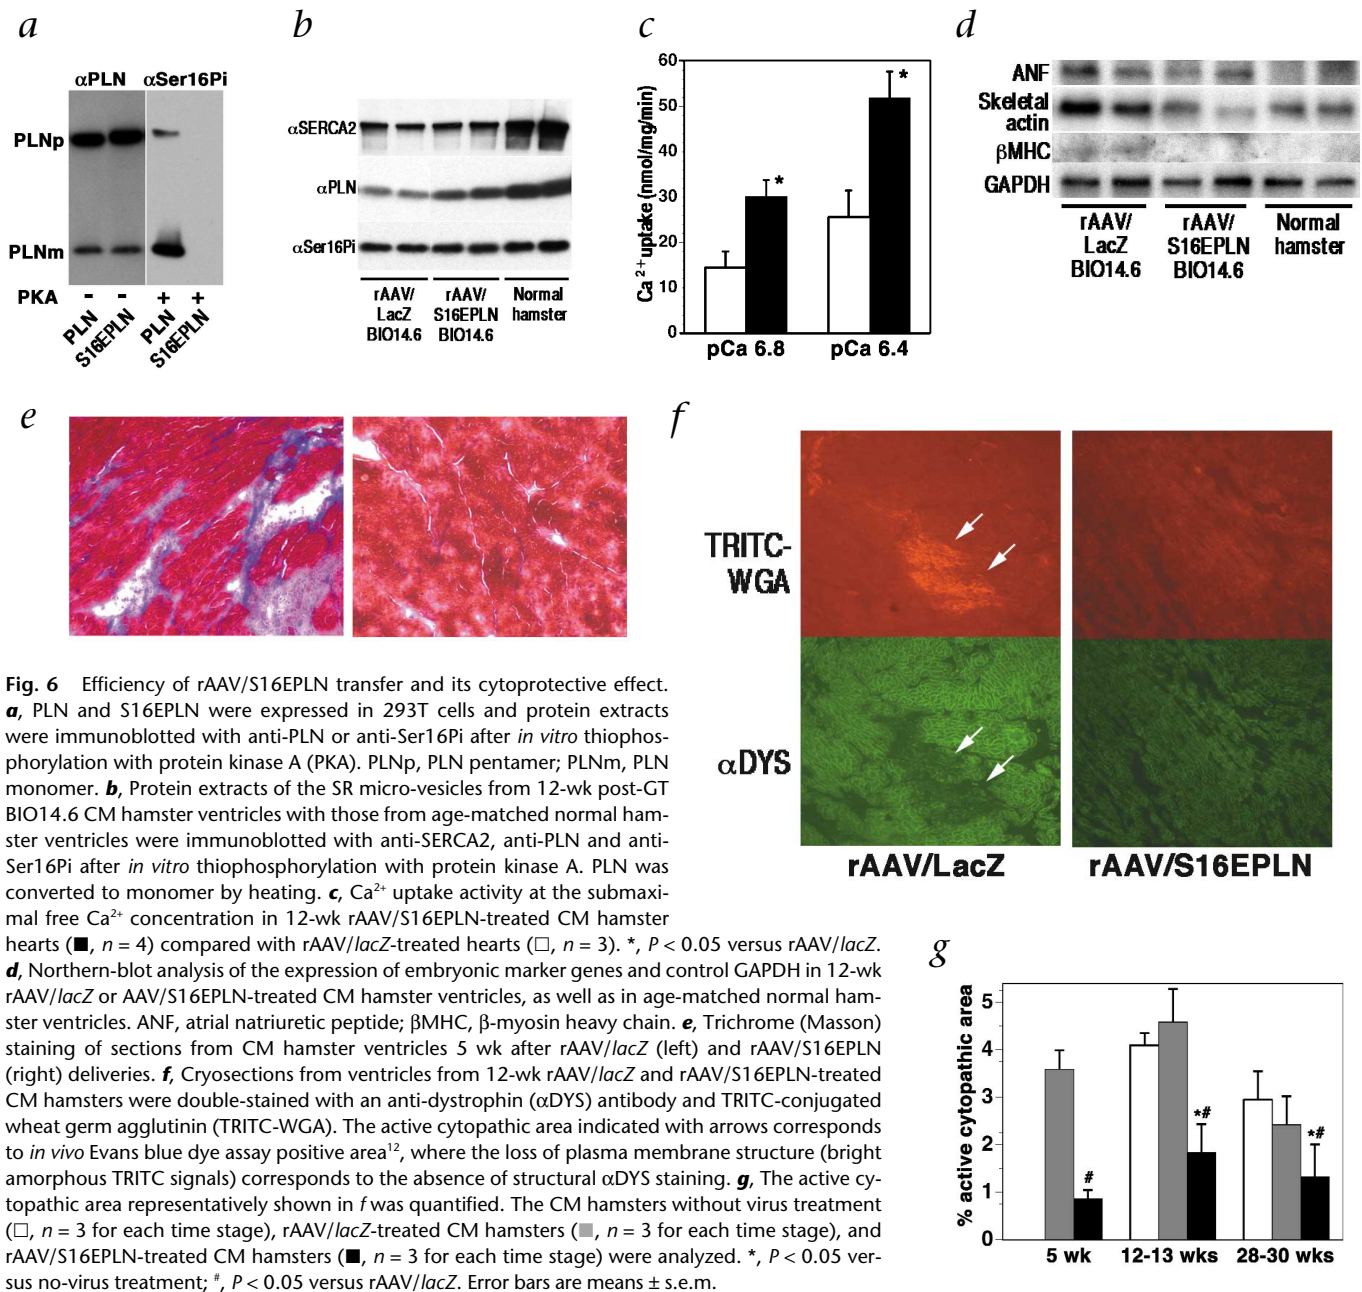 a
αPLN αSer16Pi
PLNp
PLNm
PKA - - + +
PLN
S16EPLN
PLN
S16EPLN
b
αSERCA2
αPLN
αSer16Pi
rAAV/
LacZ
BIO14.6
rAAV/
S16EPLN
BIO14.6
Normal
hamster
c
Ca2+uptake (nmol/mg/min)
60
50
40
30
20
10
0
*
*
pCa 6.8
pCa 6.4
d
ANF
Skeletal
actin
βMHC
GAPDH
rAAV/
LacZ
BIO14.6
rAAV/
S16EPLN
BIO14.6
Normal
hamster
e
f
TRITC-
WGA
αDYS
rAAV/LacZ
rAAV/S16EPLN
Fig. 6 Efficiency of rAAV/S16EPLN transfer and its cytoprotective effect.
a, PLN and S16EPLN were expressed in 293T cells and protein extracts
were immunoblotted with anti-PLN or anti-Ser16Pi after in vitro thiophos-
phorylation with protein kinase A (PKA). PLNp, PLN pentamer; PLNm, PLN
monomer. b, Protein extracts of the SR micro-vesicles from 12-wk post-GT
BIO14.6 CM hamster ventricles with those from age-matched normal ham-
ster ventricles were immunoblotted with anti-SERCA2, anti-PLN and anti-
Ser16Pi after in vitro thiophosphorylation with protein kinase A. PLN was
converted to monomer by heating. c, Ca2+ uptake activity at the submaxi-
mal free Ca2+ concentration in 12-wk rAAV/S16EPLN-treated CM hamster
hearts (■, n = 4) compared with rAAV/lacZ-treated hearts (□, n = 3). *, P < 0.05 versus rAAV/lacZ.
d, Northern-blot analysis of the expression of embryonic marker genes and control GAPDH in 12-wk
rAAV/lacZ or AAV/S16EPLN-treated CM hamster ventricles, as well as in age-matched normal ham-
ster ventricles. ANF, atrial natriuretic peptide; βMHC, β-myosin heavy chain. e, Trichrome (Masson)
staining of sections from CM hamster ventricles 5 wk after rAAV/lacZ (left) and rAAV/S16EPLN
(right) deliveries. f, Cryosections from ventricles from 12-wk rAAV/lacZ and rAAV/S16EPLN-treated
CM hamsters were double-stained with an anti-dystrophin (αDYS) antibody and TRITC-conjugated
wheat germ agglutinin (TRITC-WGA). The active cytopathic area indicated with arrows corresponds
to in vivo Evans blue dye assay positive area12, where the loss of plasma membrane structure (bright
amorphous TRITC signals) corresponds to the absence of structural αDYS staining. g, The active cy-
topathic area representatively shown in f was quantified. The CM hamsters without virus treatment
(□, n = 3 for each time stage), rAAV/lacZ-treated CM hamsters (■, n = 3 for each time stage), and
rAAV/S16EPLN-treated CM hamsters (■, n = 3 for each time stage) were analyzed. *, P < 0.05 ver-
sus no-virus treatment; #, P < 0.05 versus rAAV/lacZ. Error bars are means ± s.e.m.
g
% active cytopathic area
5
4
3
2
1
0
#
*#
*#
5 wk
12-13 wks
28-30 wks